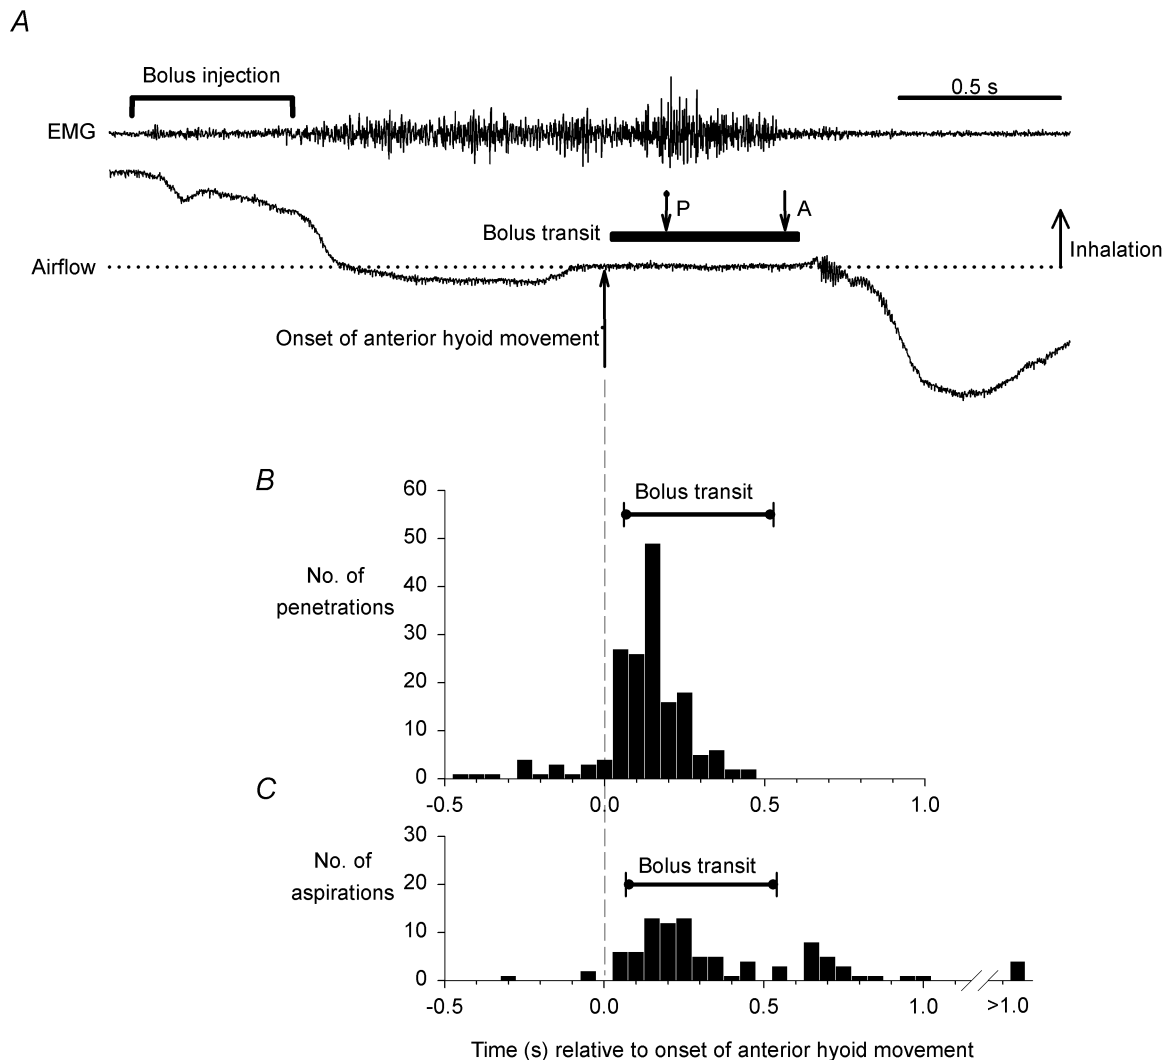 A
Bolus injection
0.5 s
EMG
P
A
Bolus transit
Airflow
Inhalation
Onset of anterior hyoid movement
B
60
Bolus transit
50
No. of
40
penetrations
30
20
10
0
-0.5
0.0
0.5
1.0
C
30
No. of
Bolus transit
aspirations
20
10
0
-0.5
0.0
0.5
1.0
>1.0
Time (s) relative to onset of anterior hyoid movement